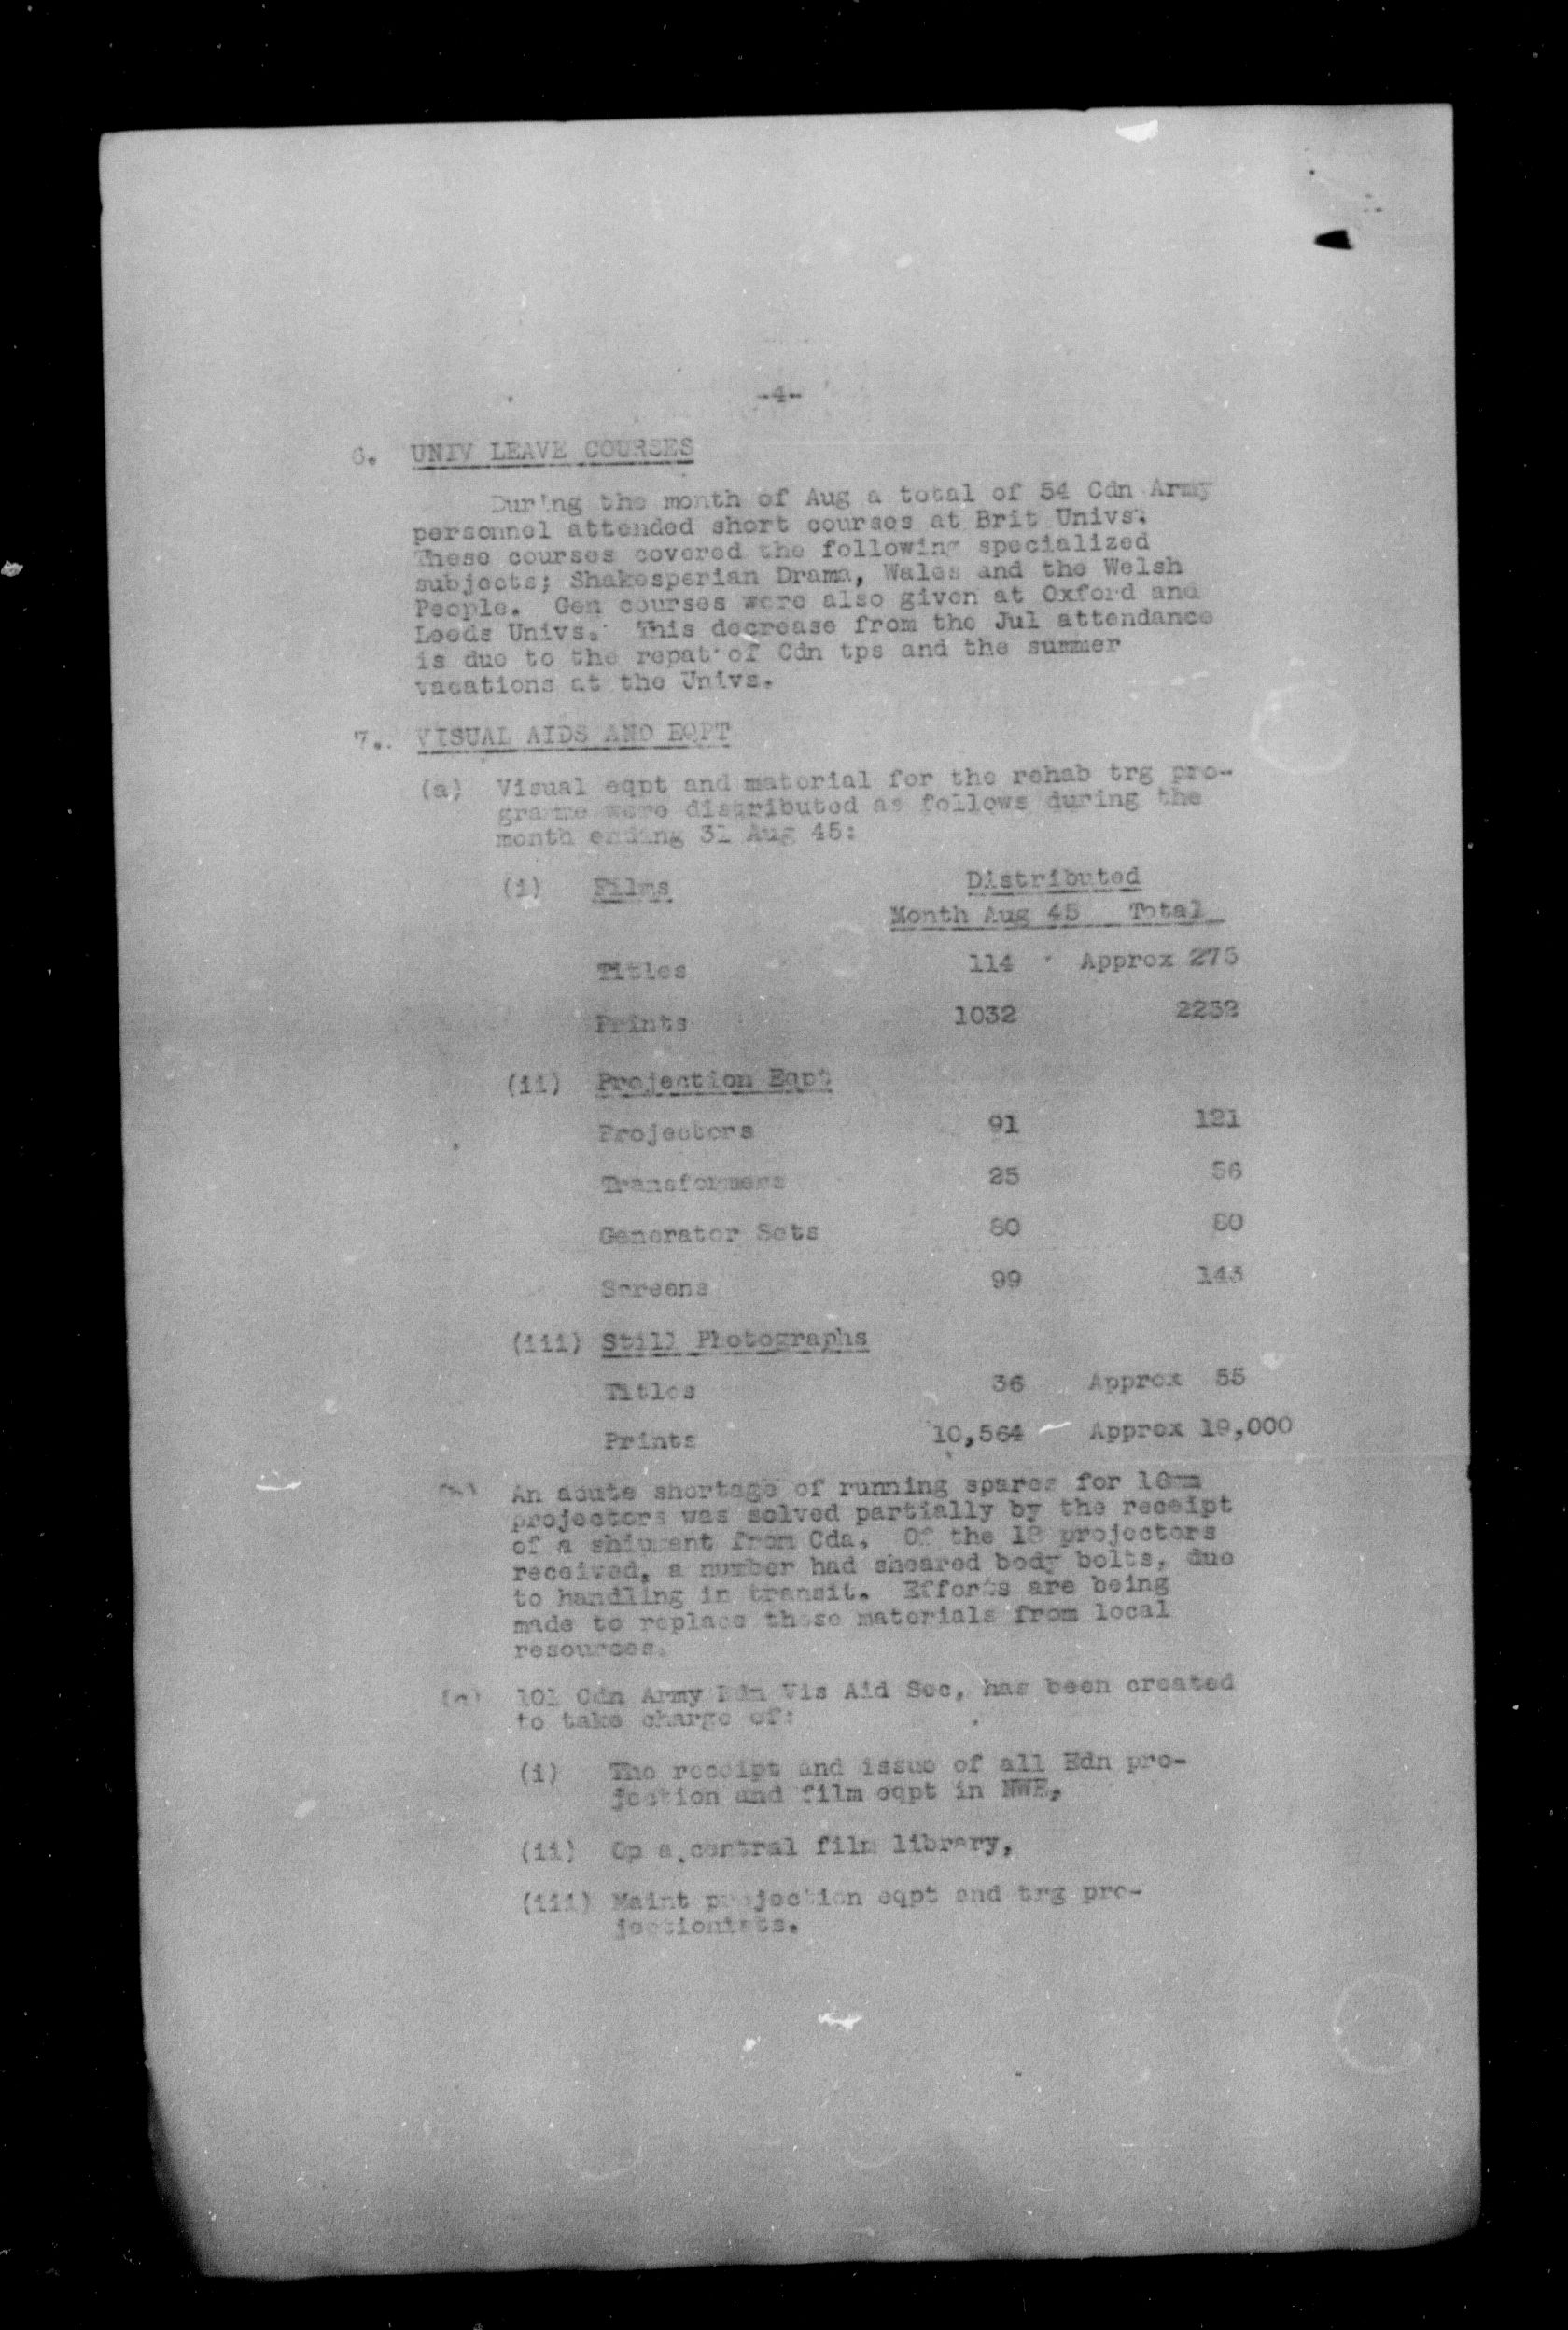 -4-
6. UNIV LEAVE COURSES
During the month of Aug a total of 54 Cdn Army
personnel attended short courses at Brit Univs.
These courses covered the following specialized
subjects; Shakesperian Drama, Wales and the Welsh
People. Gen courses were also given at Oxford and
Leeds Univs. This decrease from the Jul attendance
is due to the repat of Cdn tps and the summer
vacations at the Univs.
7. VISUAL AIDS AND EQPT
(a) Visual eqpt and material for the rehab trg pro-
gramme were distributed as follows during the
month ending 31 Aug 45:
(i) Films Distributed
Month Aug 45 Total
Titles 114 Approx 275
Prints 1032 2252
(ii) Projection Eqpt
Projectors 91 121
Transformers 25 56
Generator Sets 80 80
Screens 99 143
(iii) Still Photographs
Titles 36 Approx 55
Prints 10,564 Approx 19,000
(b) An acute shortage of running spares for 16mm
projectors was solved partially by the receipt
of a shipment from Cda. Of the 18 projectors
received, a number had sheared body bolts, due
to handling in transit. Efforts are being
made to replace these materials from local
resources.
(c) 101 Cdn Army Edn Vis Aid Sec, has been created
to take charge of:
(i) The receipt and issue of all Edn pro-
jection and film eqpt in NWE,
(ii) Op a central film library,
(iii) Maint projection eqpt and trg pro-
jectionists.